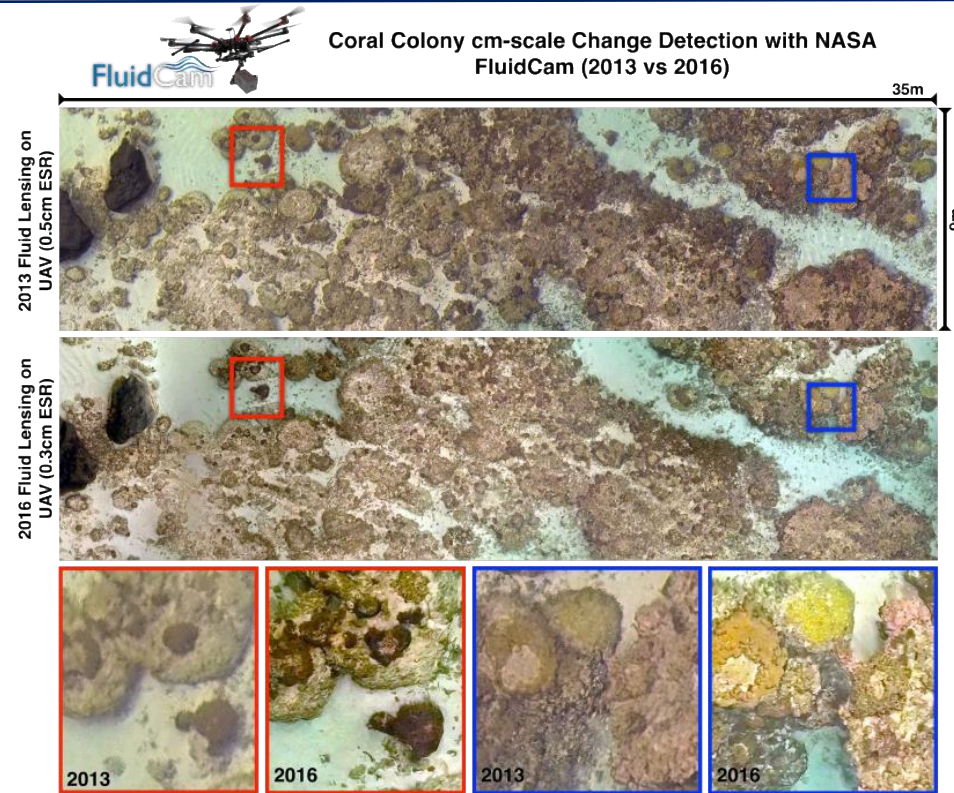 FluidCam
Coral Colony cm-scale Change Detection with NASA
FluidCam (2013 vs 2016)
35m
2013 Fluid Lensing on
UAV (0.5cm ESR)
2016 Fluid Lensing on
UAV (0.3cm ESR)
2013
2016
2013
2016